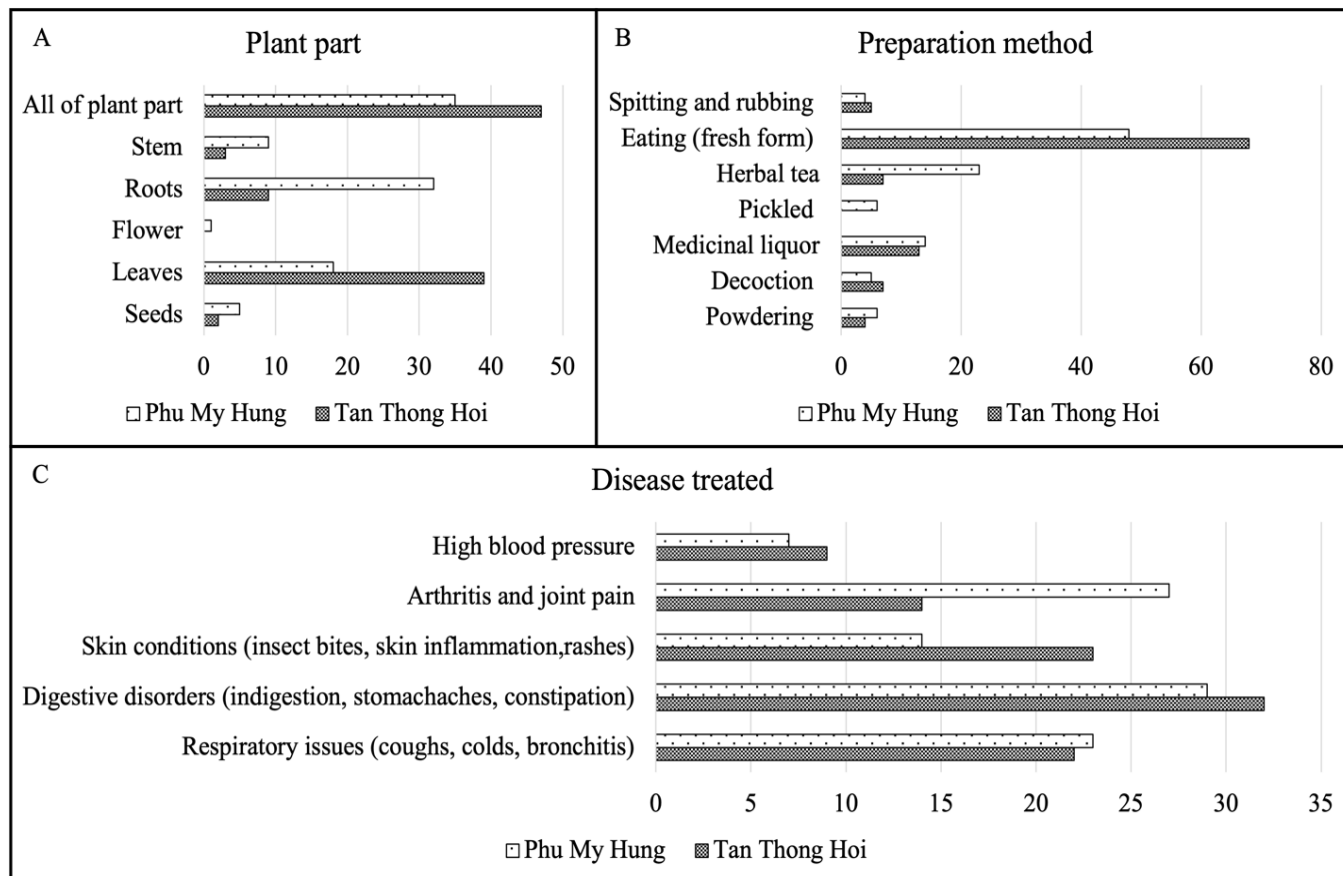 A
Plant part
All of plant part
Stem
Roots
Flower
Leaves
Seeds
0 10 20 30 40 50
Phu My Hung Tan Thong Hoi
B
Preparation method
Spitting and rubbing
Eating (fresh form)
Herbal tea
Pickled
Medicinal liquor
Decoction
Powdering
0 20 40 60 80
Phu My Hung Tan Thong Hoi
C
Disease treated
High blood pressure
Arthritis and joint pain
Skin conditions (insect bites, skin inflammation,rashes)
Digestive disorders (indigestion, stomachaches, constipation)
Respiratory issues (coughs, colds, bronchitis)
0 5 10 15 20 25 30 35
Phu My Hung Tan Thong Hoi